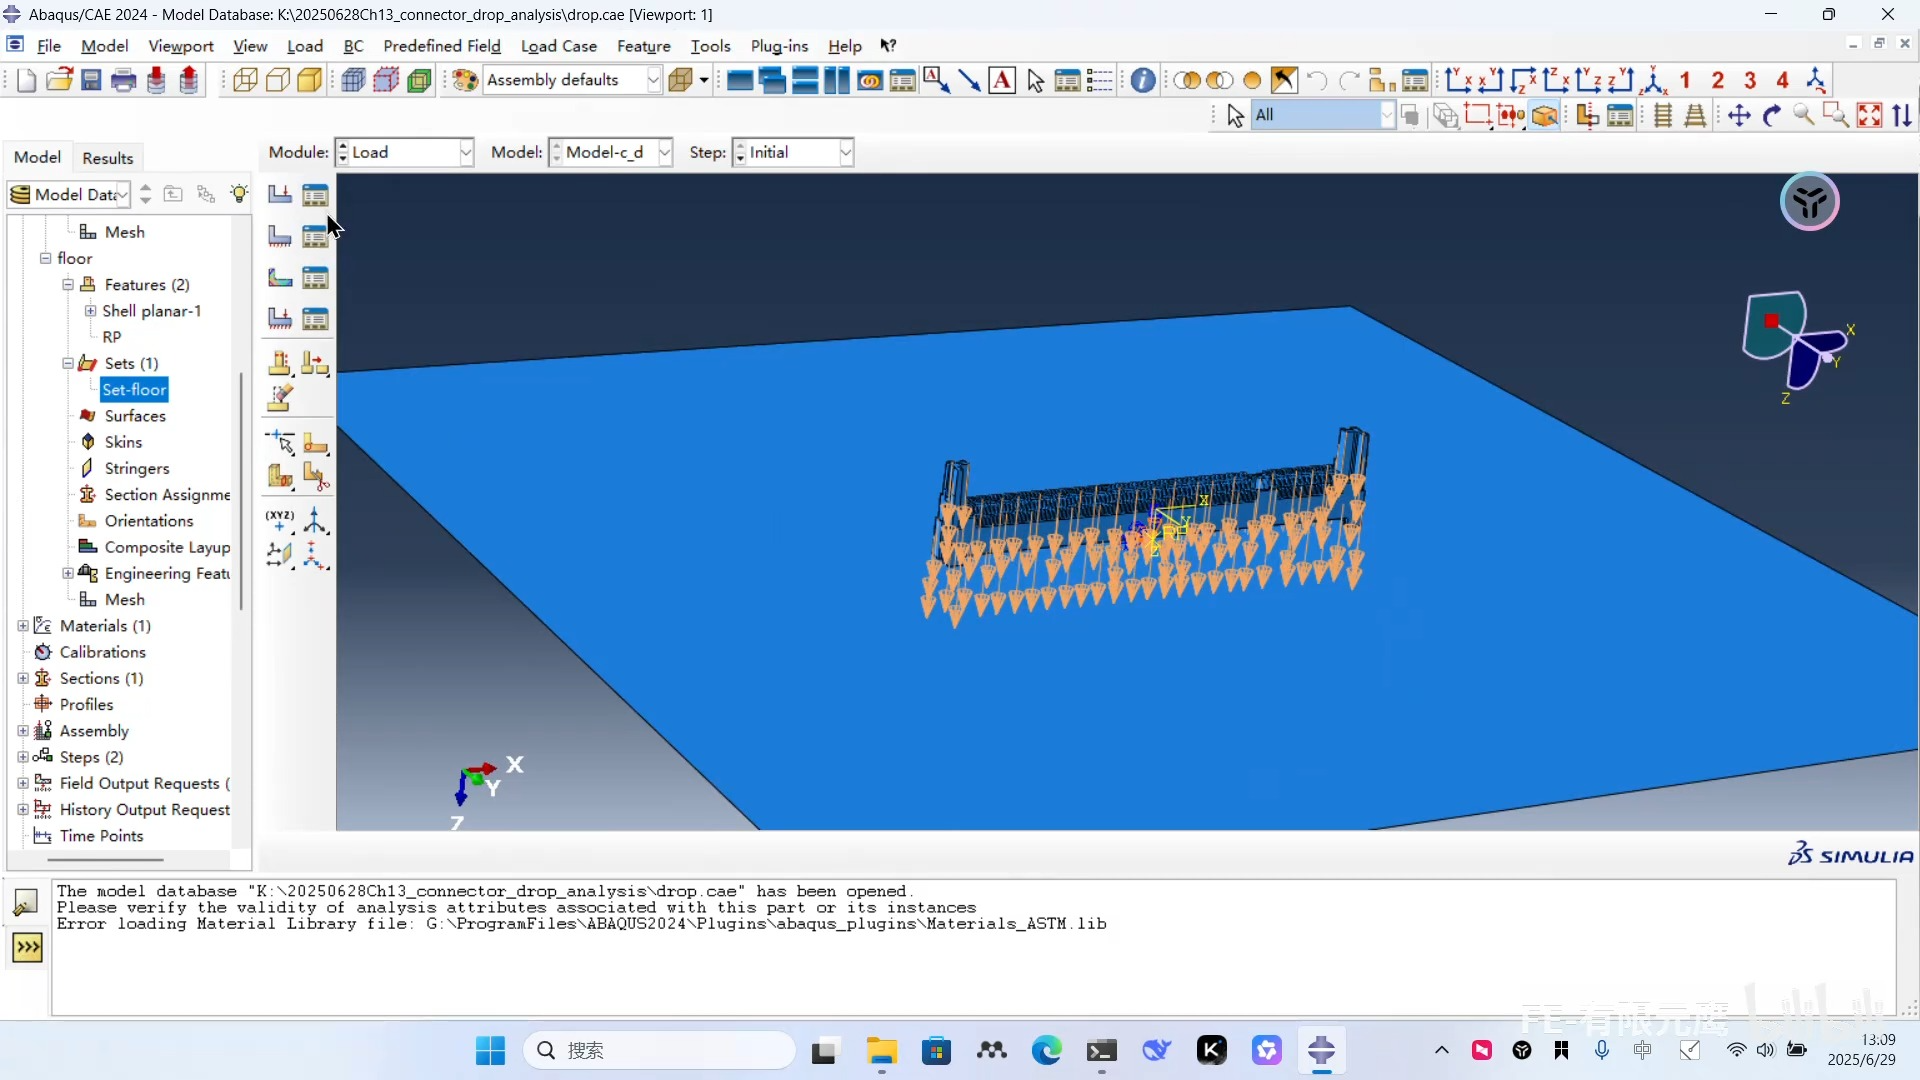 Abaqus/CAE 2024 - Model Database: K:\20250628Ch13_connector_drop_analysis\drop.cae [Viewport: 1]
File Model Viewport View Load BC Predefined Field Load Case Feature Tools Plug-ins Help
Assembly defaults
1 2 3 4
All
Model Results
Module: Load Model: Model-c_d Step: Initial
Model Data
Mesh
floor
Features (2)
Shell planar-1
RP
Sets (1)
Set-floor
Surfaces
Skins
Stringers
Section Assignme
Orientations
Composite Layup
Engineering Featu
Mesh
Materials (1)
Calibrations
Sections (1)
Profiles
Assembly
Steps (2)
Field Output Requests (
History Output Request
Time Points
(XYZ)
X
Y
Z
X
Y
Z
RP
X
Y
Z
SIMULIA
The model database "K:\20250628Ch13_connector_drop_analysis\drop.cae" has been opened.
Please verify the validity of analysis attributes associated with this part or its instances
Error loading Material Library file: G:\ProgramFiles\ABAQUS2024\Plugins\abaqus_plugins\Materials_ASTM.lib
FE-有限元鹰
搜索
中
13:09
2025/6/29